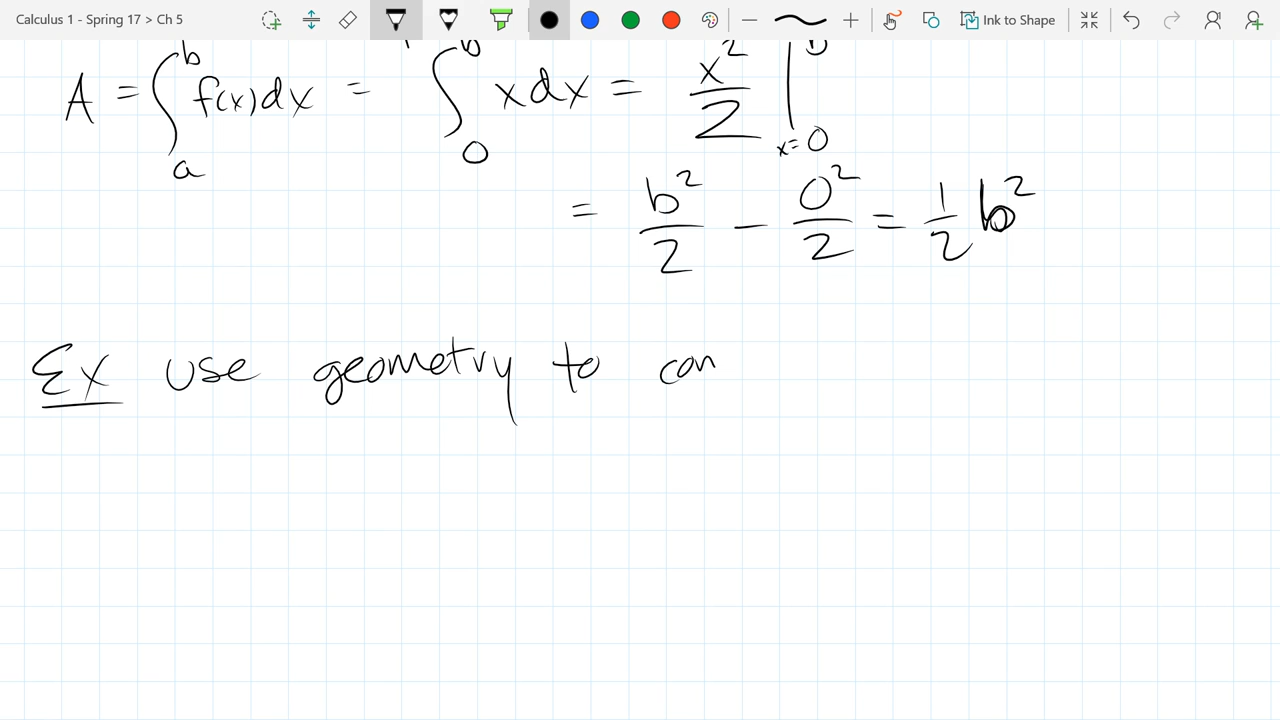 Calculus 1 - Spring 17 > Ch 5 Ink to Shape
A = ∫_a^b f(x)dx = ∫_0^b x dx = x²/2 |_{x=0}^b
= b²/2 - 0²/2 = 1/2 b²
Ex use geometry to com